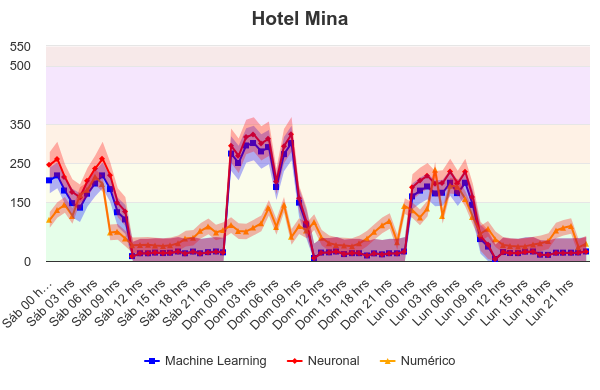 Hotel Mina
550
500
350
250
150
0
Sáb 00 h...
Sáb 03 hrs
Sáb 06 hrs
Sáb 09 hrs
Sáb 12 hrs
Sáb 15 hrs
Sáb 18 hrs
Sáb 21 hrs
Dom 00 hrs
Dom 03 hrs
Dom 06 hrs
Dom 09 hrs
Dom 12 hrs
Dom 15 hrs
Dom 18 hrs
Dom 21 hrs
Lun 00 hrs
Lun 03 hrs
Lun 06 hrs
Lun 09 hrs
Lun 12 hrs
Lun 15 hrs
Lun 18 hrs
Lun 21 hrs
Machine Learning Neuronal Numérico